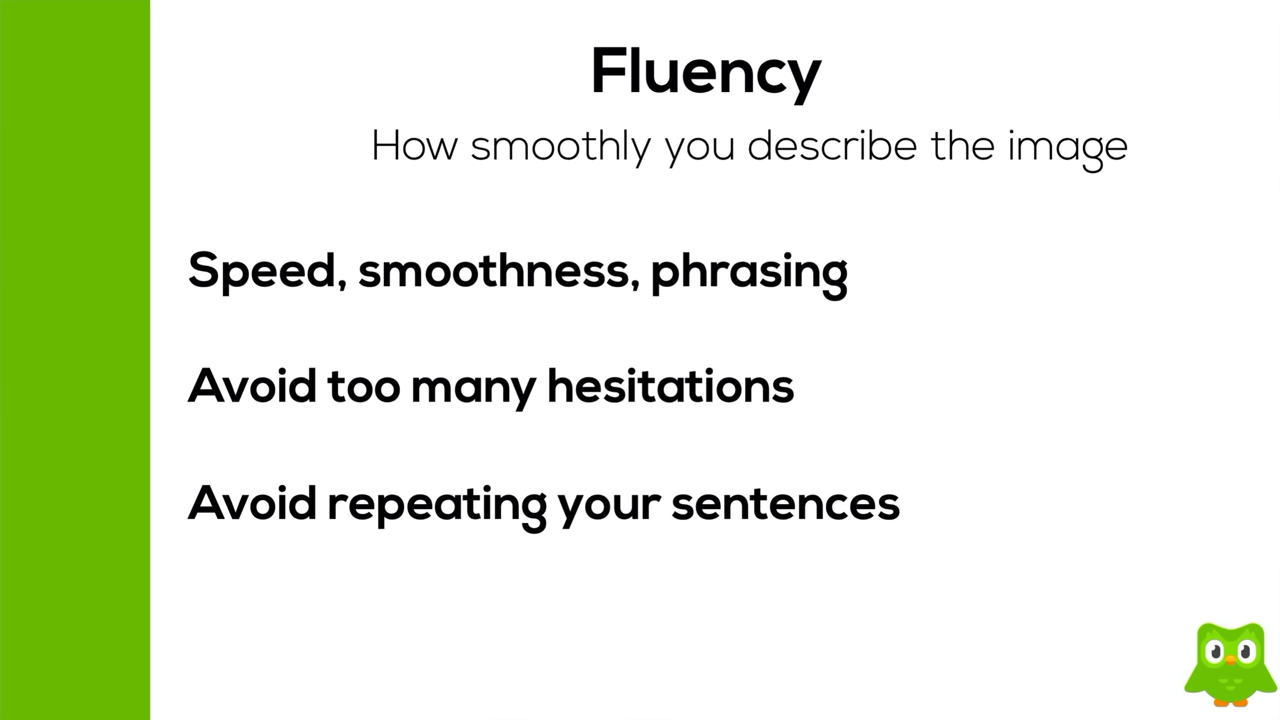 Fluency
How smoothly you describe the image
Speed, smoothness, phrasing
Avoid too many hesitations
Avoid repeating your sentences